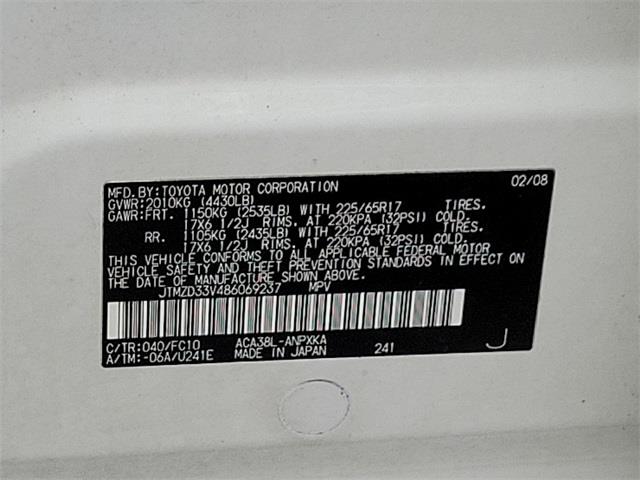 MFD. BY: TOYOTA MOTOR CORPORATION 02/08
GVWR: 2010KG (4430LB)
GAWR: FRT. 1150KG (2535LB) WITH 225/65R17 TIRES.
17X6 1/2J RIMS, AT 220KPA (32PSI) COLD.
RR. 1105KG (2435LB) WITH 225/65R17 TIRES.
17X6 1/2J RIMS, AT 220KPA (32PSI) COLD.
THIS VEHICLE CONFORMS TO ALL APPLICABLE FEDERAL MOTOR
VEHICLE SAFETY AND THEFT PREVENTION STANDARDS IN EFFECT ON
THE DATE OF MANUFACTURE SHOWN ABOVE.
JTMZD33V486069237 MPV
C/TR: 040/FC10 ACA38L-ANPXKA
A/TM: -06A/U241E MADE IN JAPAN 241 J